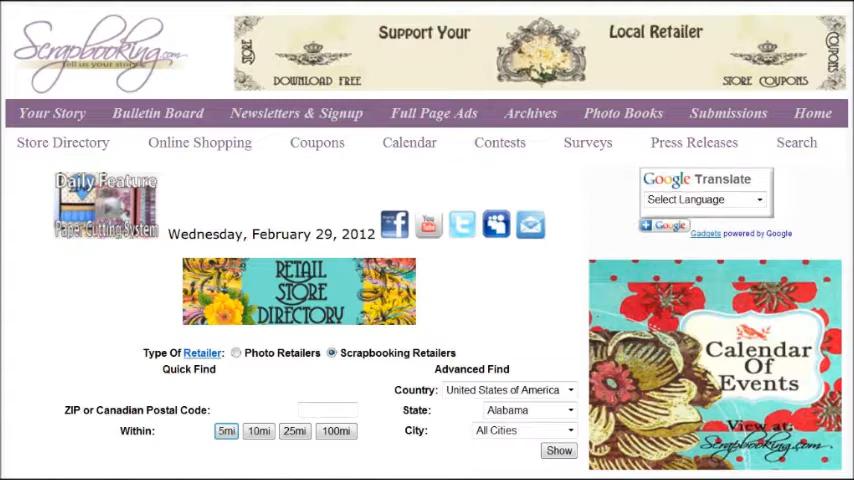 Scrapbooking.com
Tell us your story
STORE
Support Your
Local Retailer
COUPONS
DOWNLOAD FREE
STORE COUPONS
Your Story Bulletin Board Newsletters & Signup Full Page Ads Archives Photo Books Submissions Home
Store Directory Online Shopping Coupons Calendar Contests Surveys Press Releases Search
Daily Feature
Paper Cutting System
Wednesday, February 29, 2012
You
Tube
Google Translate
Select Language
Google
Gadgets powered by Google
RETAIL
STORE
DIRECTORY
Type Of Retailer: Photo Retailers Scrapbooking Retailers
Quick Find
Advanced Find
Country: United States of America
ZIP or Canadian Postal Code:
State: Alabama
Within: 5mi 10mi 25mi 100mi
City: All Cities
Show
Calendar
Of
Events
View at:
Scrapbooking.com